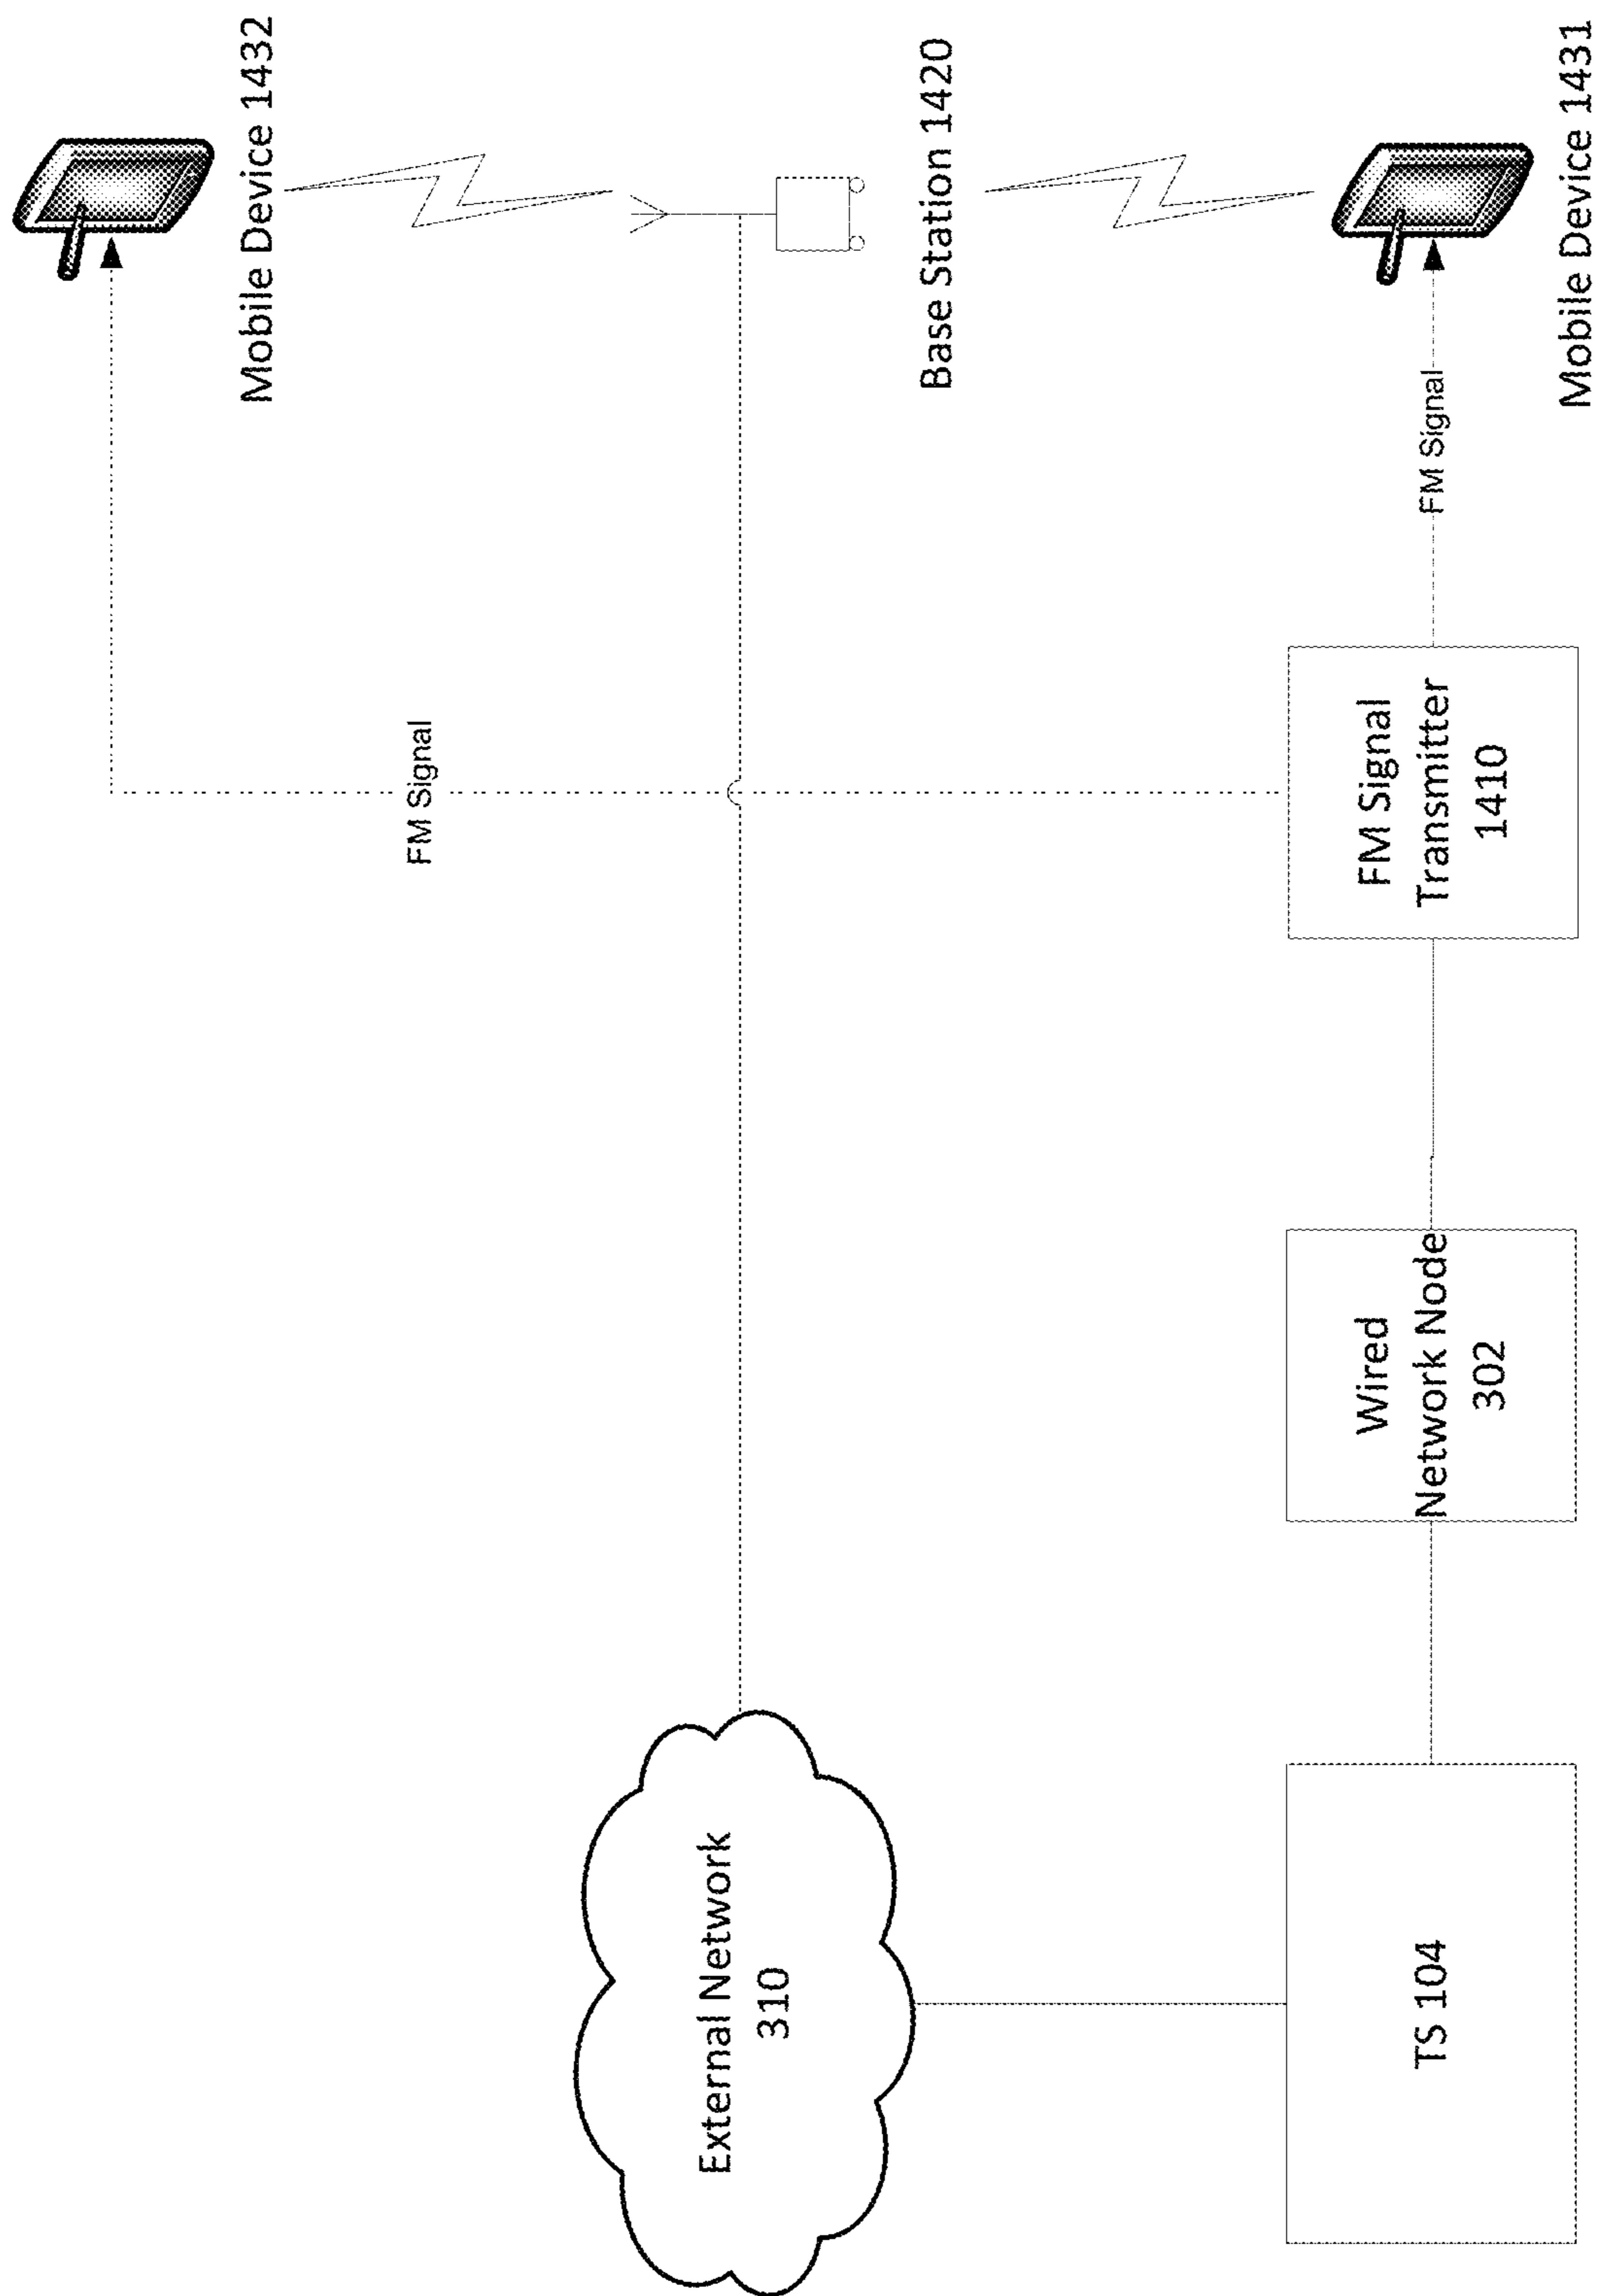 Mobile Device 1432
FM Signal
External Network
310
Base Station 1420
TS 104
Wired
Network Node
302
FM Signal
Transmitter
1410
FM Signal
Mobile Device 1431